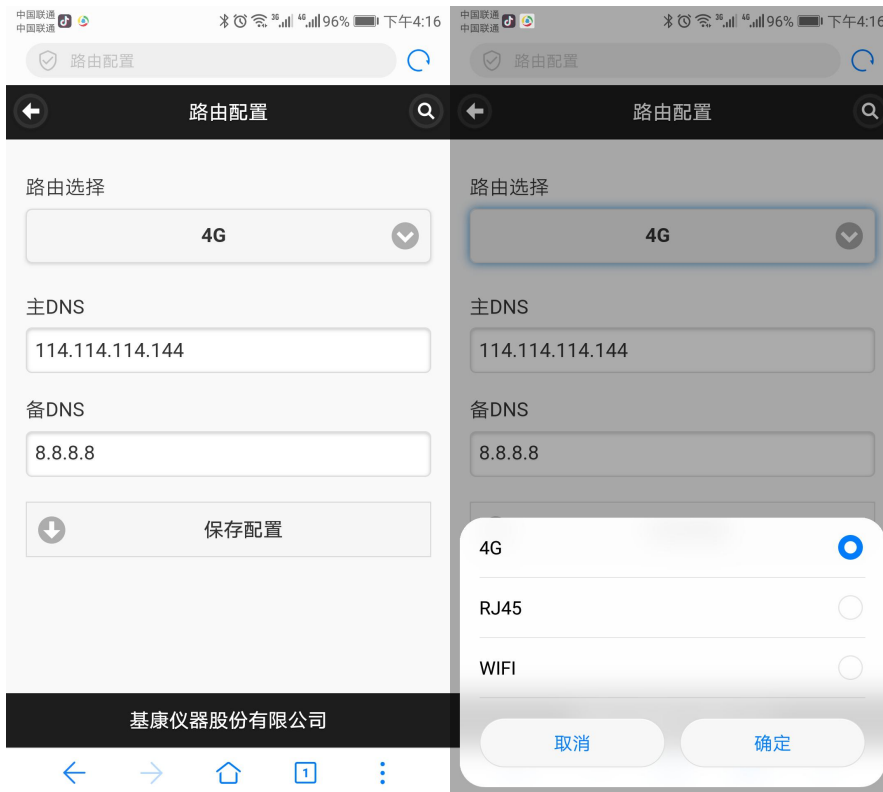 中国联通
中国联通
3G
4G
96%
下午4:16
路由配置
路由配置
路由选择
4G
主DNS
114.114.114.144
备DNS
8.8.8.8
保存配置
基康仪器股份有限公司
1
中国联通
中国联通
3G
4G
96%
下午4:16
路由配置
路由配置
路由选择
4G
主DNS
114.114.114.144
备DNS
8.8.8.8
4G
RJ45
WIFI
取消
确定